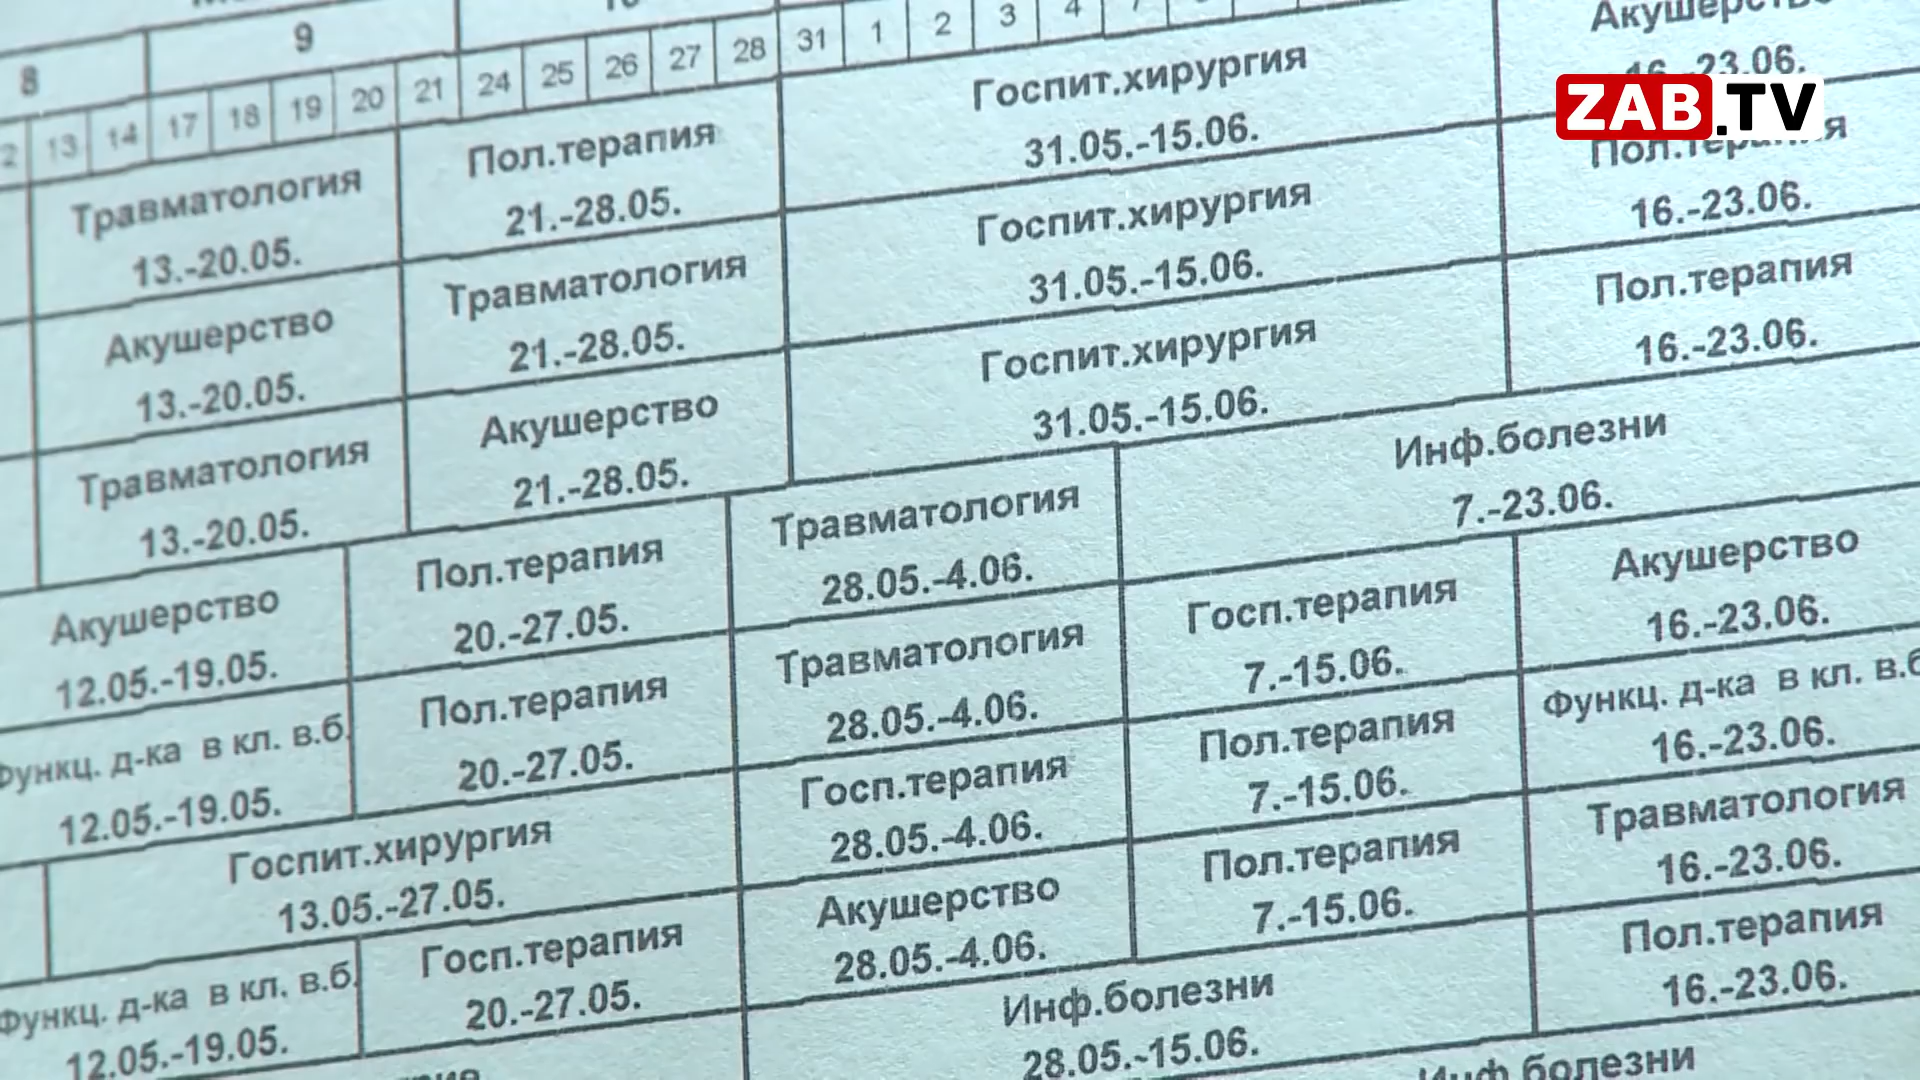 8 9
13 14 17 18 19 20 21 24 25 26 27 28 31 1 2 3 4
ZAB.TV
Травматология
13.-20.05.
Пол.терапия
21.-28.05.
Госпит.хирургия
31.05.-15.06.
Акушерство
16.-23.06.
Акушерство
13.-20.05.
Травматология
21.-28.05.
Госпит.хирургия
31.05.-15.06.
Пол.терапия
16.-23.06.
Травматология
13.-20.05.
Акушерство
21.-28.05.
Госпит.хирургия
31.05.-15.06.
Пол.терапия
16.-23.06.
Акушерство
12.05.-19.05.
Пол.терапия
20.-27.05.
Травматология
28.05.-4.06.
Инф.болезни
7.-23.06.
Функц. д-ка в кл. в.б.
12.05.-19.05.
Пол.терапия
20.-27.05.
Травматология
28.05.-4.06.
Госп.терапия
7.-15.06.
Акушерство
16.-23.06.
Госпит.хирургия
13.05.-27.05.
Госп.терапия
28.05.-4.06.
Пол.терапия
7.-15.06.
Функц. д-ка в кл. в.б
16.-23.06.
Функц. д-ка в кл. в.б.
12.05.-19.05.
Госп.терапия
20.-27.05.
Акушерство
28.05.-4.06.
Пол.терапия
7.-15.06.
Травматология
16.-23.06.
Инф.болезни
28.05.-15.06.
Пол.терапия
16.-23.06.
Инф.болезни